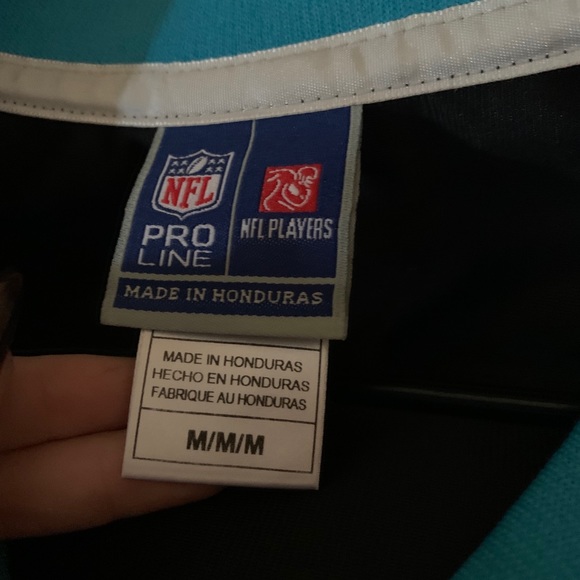 NFL
PRO
LINE
NFL PLAYERS
MADE IN HONDURAS
MADE IN HONDURAS
HECHO EN HONDURAS
FABRIQUE AU HONDURAS
M/M/M